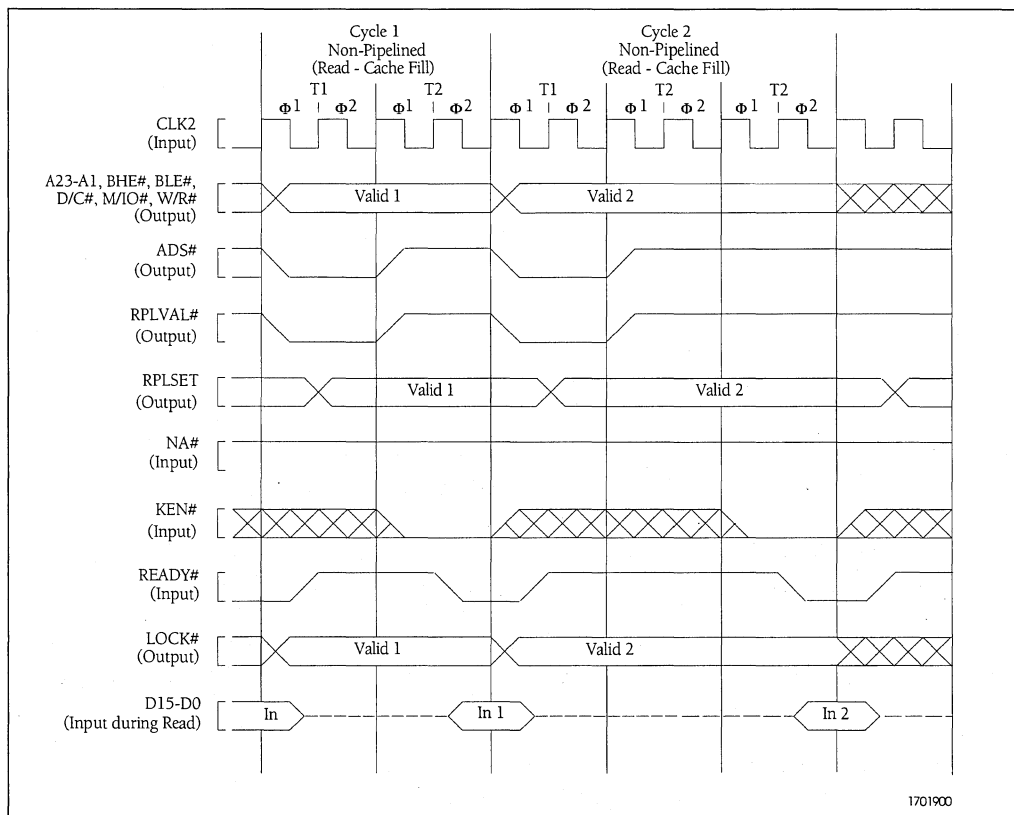 Cycle 1
Non-Pipelined
(Read - Cache Fill)
Cycle 2
Non-Pipelined
(Read - Cache Fill)
T1 T2 T1 T2 T2
Φ1 Φ2 Φ1 Φ2 Φ1 Φ2 Φ1 Φ2 Φ1 Φ2
CLK2
(Input)
A23-A1, BHE#, BLE#,
D/C#, M/IO#, W/R#
(Output)
Valid 1 Valid 2
ADS#
(Output)
RPLVAL#
(Output)
RPLSET
(Output)
Valid 1 Valid 2
NA#
(Input)
KEN#
(Input)
READY#
(Input)
LOCK#
(Output)
Valid 1 Valid 2
D15-D0
(Input during Read)
In In 1 In 2
1701900